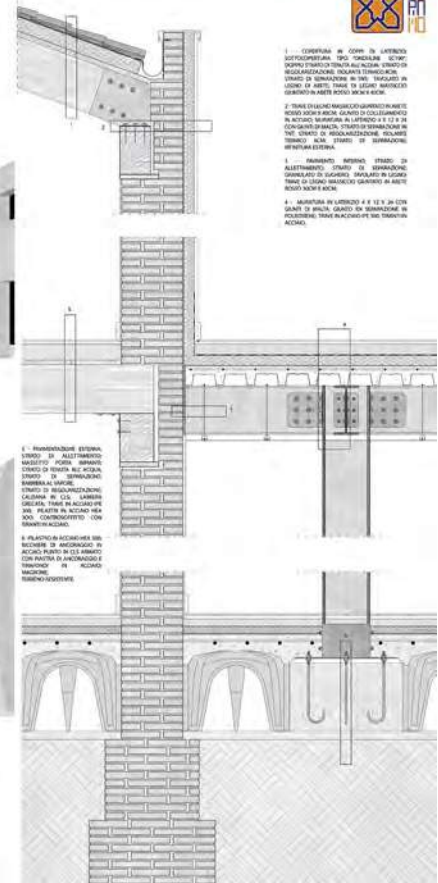 1 - COPERTURA IN COPPI DI LATERIZIO;
SOTTOCOPERTURA TIPO "ONDULINE
DOPPIO STRATO DI TENUTA ALL'ACQUA; STRATO DI
REGOLARIZZAZIONE; ISOLANTE TERMICO 8CM;
STRATO DI SEPARAZIONE IN TNT; TAVOLATO IN
LEGNO DI ABETE; TRAVE DI LEGNO MASSICCIO
GIUNTATO IN ABETE ROSSO 30CM X 40CM.
2 - TRAVE DI LEGNO MASSICCIO GIUNTATO IN ABETE
ROSSO 30CM X 40CM; GIUNTO DI COLLEGAMENTO
IN ACCIAIO; MURATURA IN LATERIZIO 6 X 12 X 24
CON GIUNTI DI MALTA; STRATO DI SEPARAZIONE IN
TNT; STRATO DI REGOLARIZZAZIONE; ISOLANTE
TERMICO 8CM; STRATO DI SEPARAZIONE;
RIFINITURA ESTERNA.
3 - PAVIMENTO INTERNO; STRATO DI
ALLETTAMENTO; STRATO DI SEPARAZIONE;
GRANULATO DI SUGHERO; TAVOLATO IN LEGNO;
TRAVE DI LEGNO MASSICCIO GIUNTATO IN ABETE
ROSSO 30CM X 40CM.
4 - MURATURA IN LATERIZIO 6 X 12 X 24 CON
GIUNTI DI MALTA; GIUNTO DI SEPARAZIONE IN
POLISTIRENE; TRAVE IN ACCIAIO IPE 300; TIRANTI IN
ACCIAIO.
5 - PAVIMENTAZIONE ESTERNA;
STRATO DI ALLETTAMENTO;
MASSETTO PORTA IMPIANTI;
STRATO DI TENUTA ALL'ACQUA;
STRATO DI SEPARAZIONE;
BARRIERA AL VAPORE;
STRATO DI REGOLARIZZAZIONE;
CALDANA IN CLS; LAMIERA
GRECATA; TRAVE IN ACCIAIO IPE
300; PILASTRI IN ACCIAIO HEA
300; CONTROSOFFITTO CON
TIRANTI IN ACCIAIO.
6 - PILASTRO IN ACCIAIO HEA 300;
BICCHIERE DI ANCORAGGIO IN
ACCIAIO; PLINTO IN CLS ARMATO
CON PIASTRA DI ANCORAGGIO E
TIRAFONDI IN ACCIAIO;
MAGRONE;
TERRENO RESISTENTE.